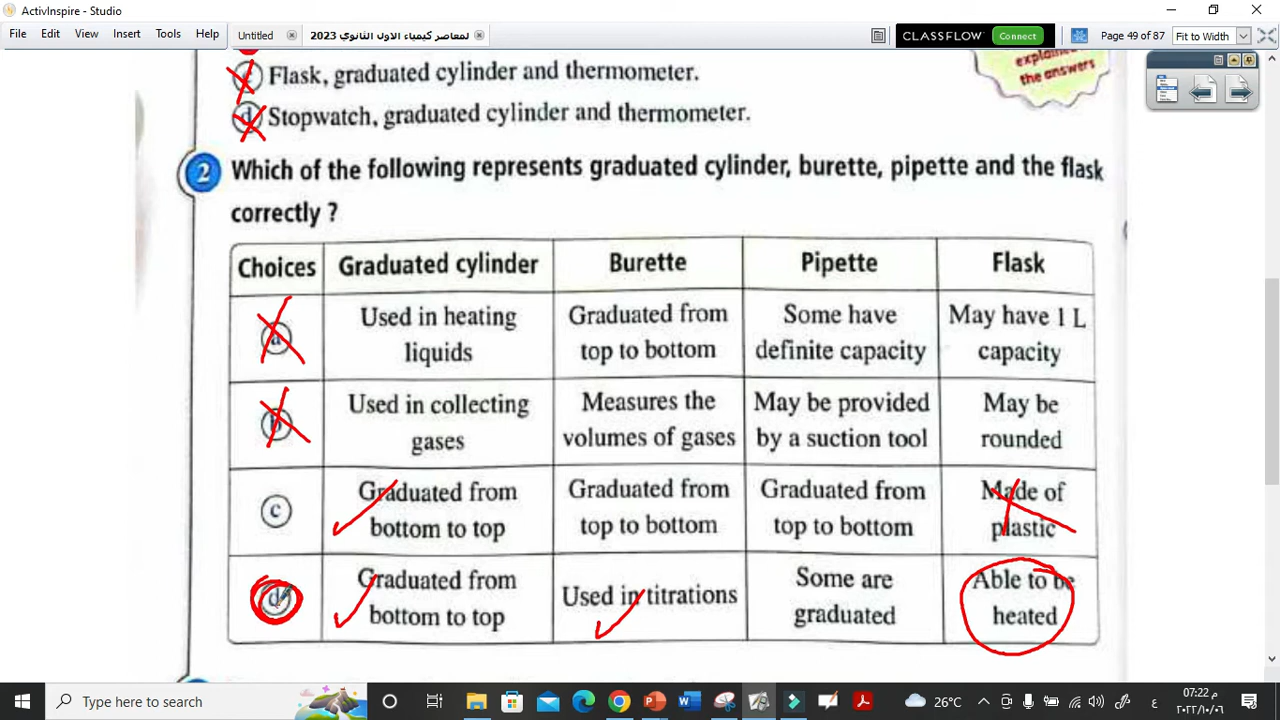 ActivInspire - Studio
File Edit View Insert Tools Help
Untitled
لمعاصر كيمياء الاول الثانوي 2023
CLASSFLOW Connect
Page 49 of 87
Fit to Width
explained
the answers
c Flask, graduated cylinder and thermometer.
d Stopwatch, graduated cylinder and thermometer.
2 Which of the following represents graduated cylinder, burette, pipette and the flask
correctly ?
Choices Graduated cylinder Burette Pipette Flask
a Used in heating liquids Graduated from top to bottom Some have definite capacity May have 1 L capacity
b Used in collecting gases Measures the volumes of gases May be provided by a suction tool May be rounded
c Graduated from bottom to top Graduated from top to bottom Graduated from top to bottom Made of plastic
d Graduated from bottom to top Used in titrations Some are graduated Able to be heated
Type here to search
26°C
ع
07:22 م
٢٠٢٢/١٠/٠٦